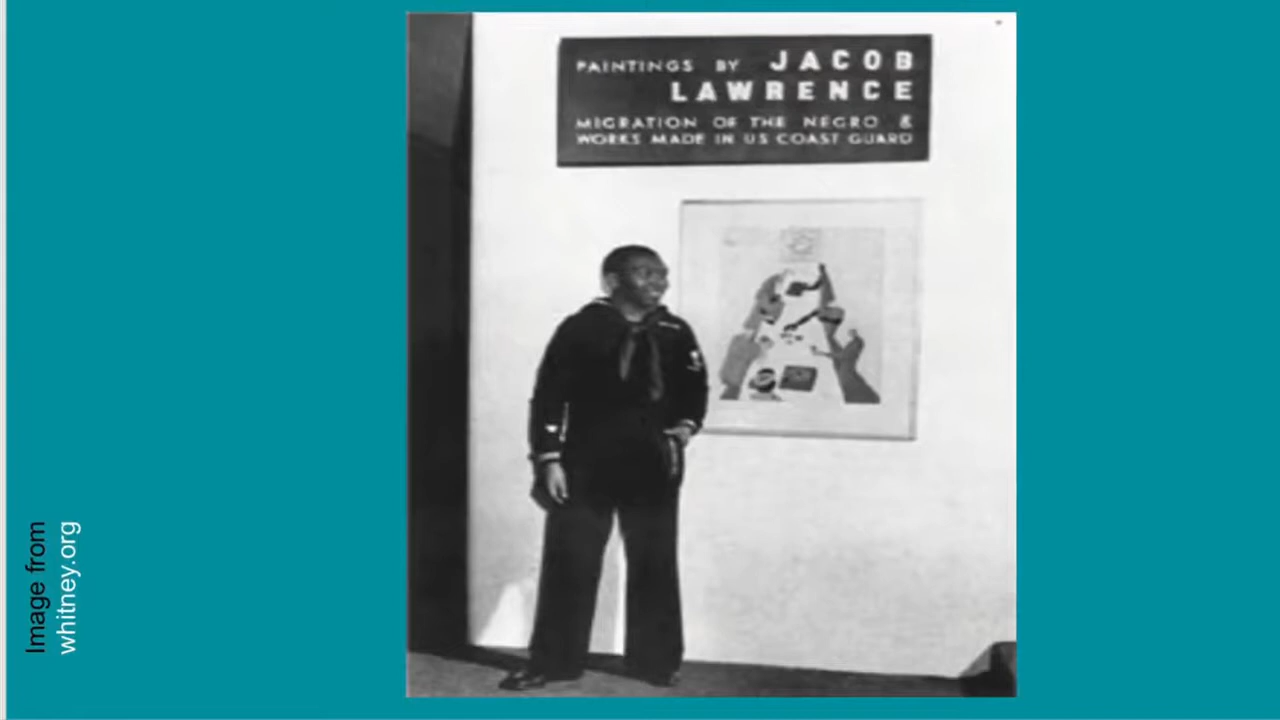 PAINTINGS BY JACOB
LAWRENCE
MIGRATION OF THE NEGRO &
WORKS MADE IN US COAST GUARD
Image from
whitney.org